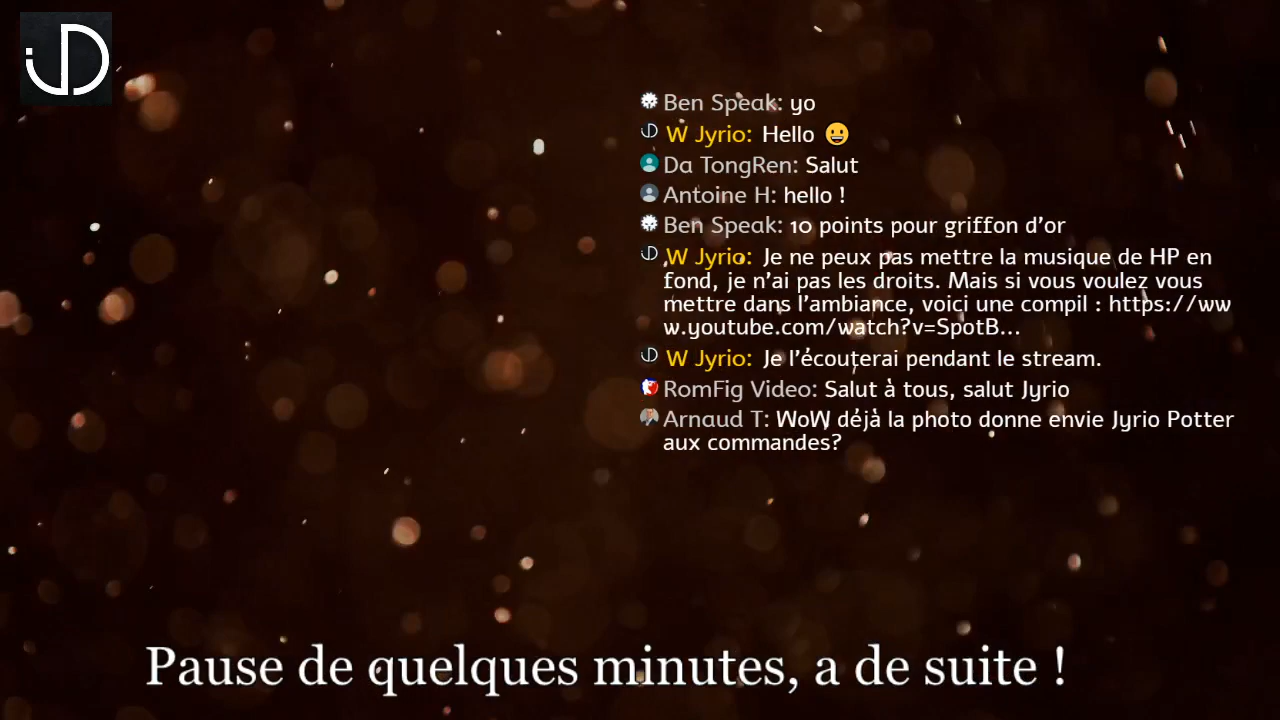 JD
Ben Speak: yo
W Jyrio: Hello 😀
Da TongRen: Salut
Antoine H: hello !
Ben Speak: 10 points pour griffon d'or
W Jyrio: Je ne peux pas mettre la musique de HP en
fond, je n'ai pas les droits. Mais si vous voulez vous
mettre dans l'ambiance, voici une compil : https://ww
w.youtube.com/watch?v=SpotB...
W Jyrio: Je l'écouterai pendant le stream.
RomFig Video: Salut à tous, salut Jyrio
Arnaud T: WoW déjà la photo donne envie Jyrio Potter
aux commandes?
Pause de quelques minutes, a de suite !